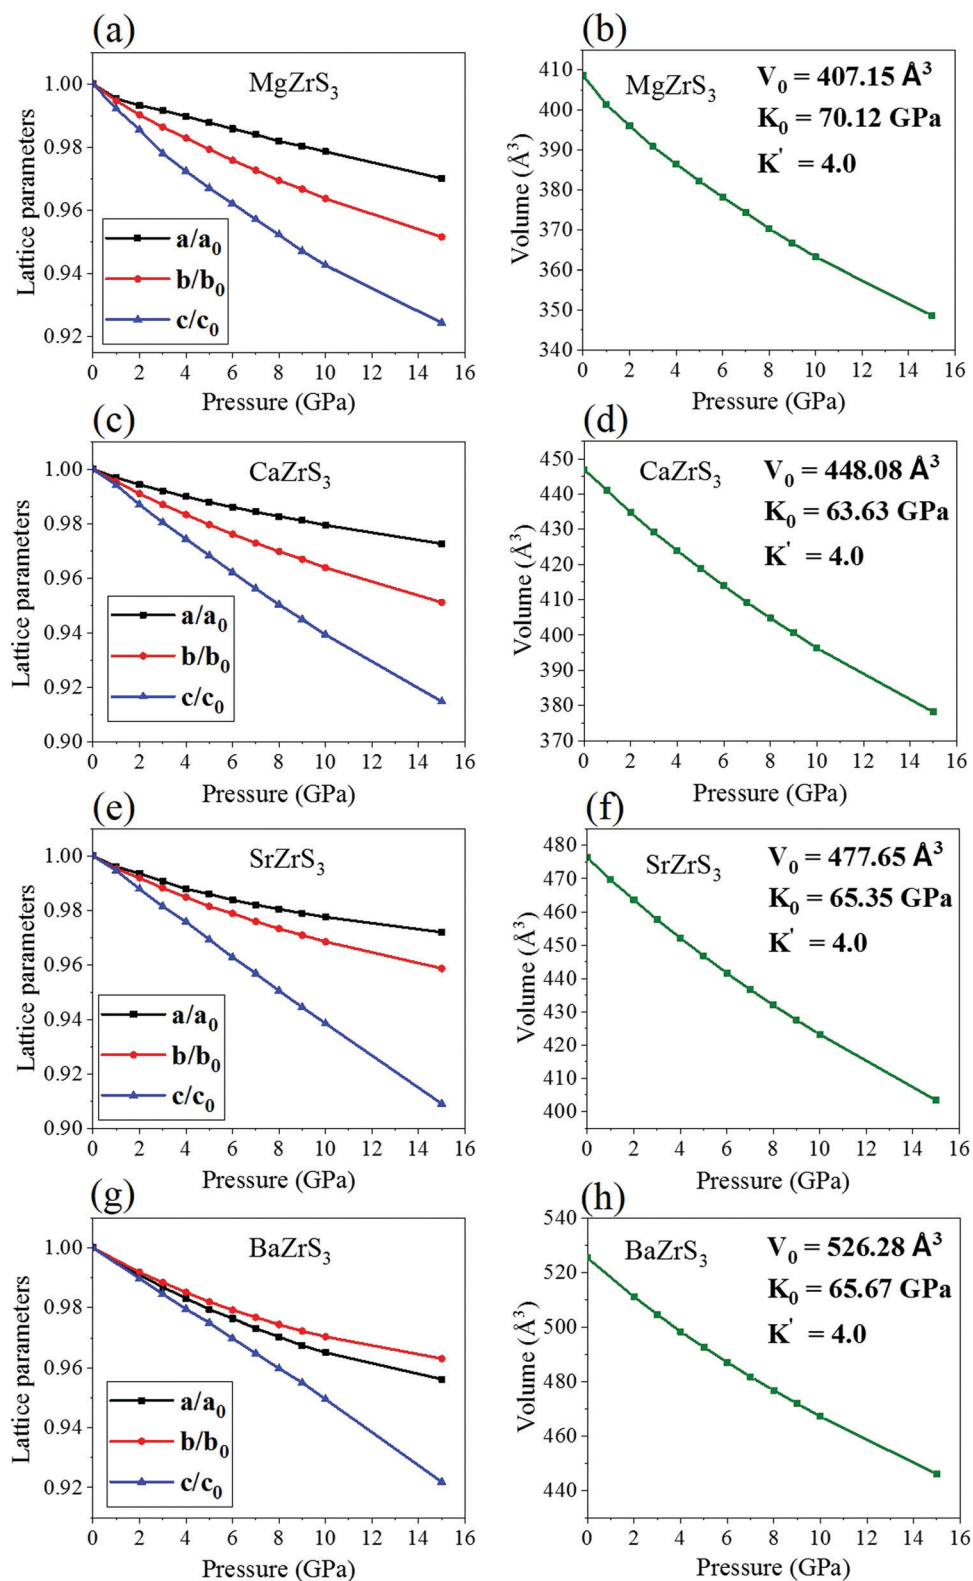 (a)
MgZrS3
Lattice parameters
1.00
0.98
0.96
0.94
0.92
a/a0
b/b0
c/c0
0 2 4 6 8 10 12 14 16
Pressure (GPa)
(b)
MgZrS3
V0 = 407.15 Å3
K0 = 70.12 GPa
K' = 4.0
Volume (Å3)
410
400
390
380
370
360
350
340
0 2 4 6 8 10 12 14 16
Pressure (GPa)
(c)
CaZrS3
Lattice parameters
1.00
0.98
0.96
0.94
0.92
0.90
a/a0
b/b0
c/c0
0 2 4 6 8 10 12 14 16
Pressure (GPa)
(d)
CaZrS3
V0 = 448.08 Å3
K0 = 63.63 GPa
K' = 4.0
Volume (Å3)
450
440
430
420
410
400
390
380
370
0 2 4 6 8 10 12 14 16
Pressure (GPa)
(e)
SrZrS3
Lattice parameters
1.00
0.98
0.96
0.94
0.92
0.90
a/a0
b/b0
c/c0
0 2 4 6 8 10 12 14 16
Pressure (GPa)
(f)
SrZrS3
V0 = 477.65 Å3
K0 = 65.35 GPa
K' = 4.0
Volume (Å3)
480
470
460
450
440
430
420
410
400
0 2 4 6 8 10 12 14 16
Pressure (GPa)
(g)
BaZrS3
Lattice parameters
1.00
0.98
0.96
0.94
0.92
a/a0
b/b0
c/c0
0 2 4 6 8 10 12 14 16
Pressure (GPa)
(h)
BaZrS3
V0 = 526.28 Å3
K0 = 65.67 GPa
K' = 4.0
Volume (Å3)
540
520
500
480
460
440
0 2 4 6 8 10 12 14 16
Pressure (GPa)